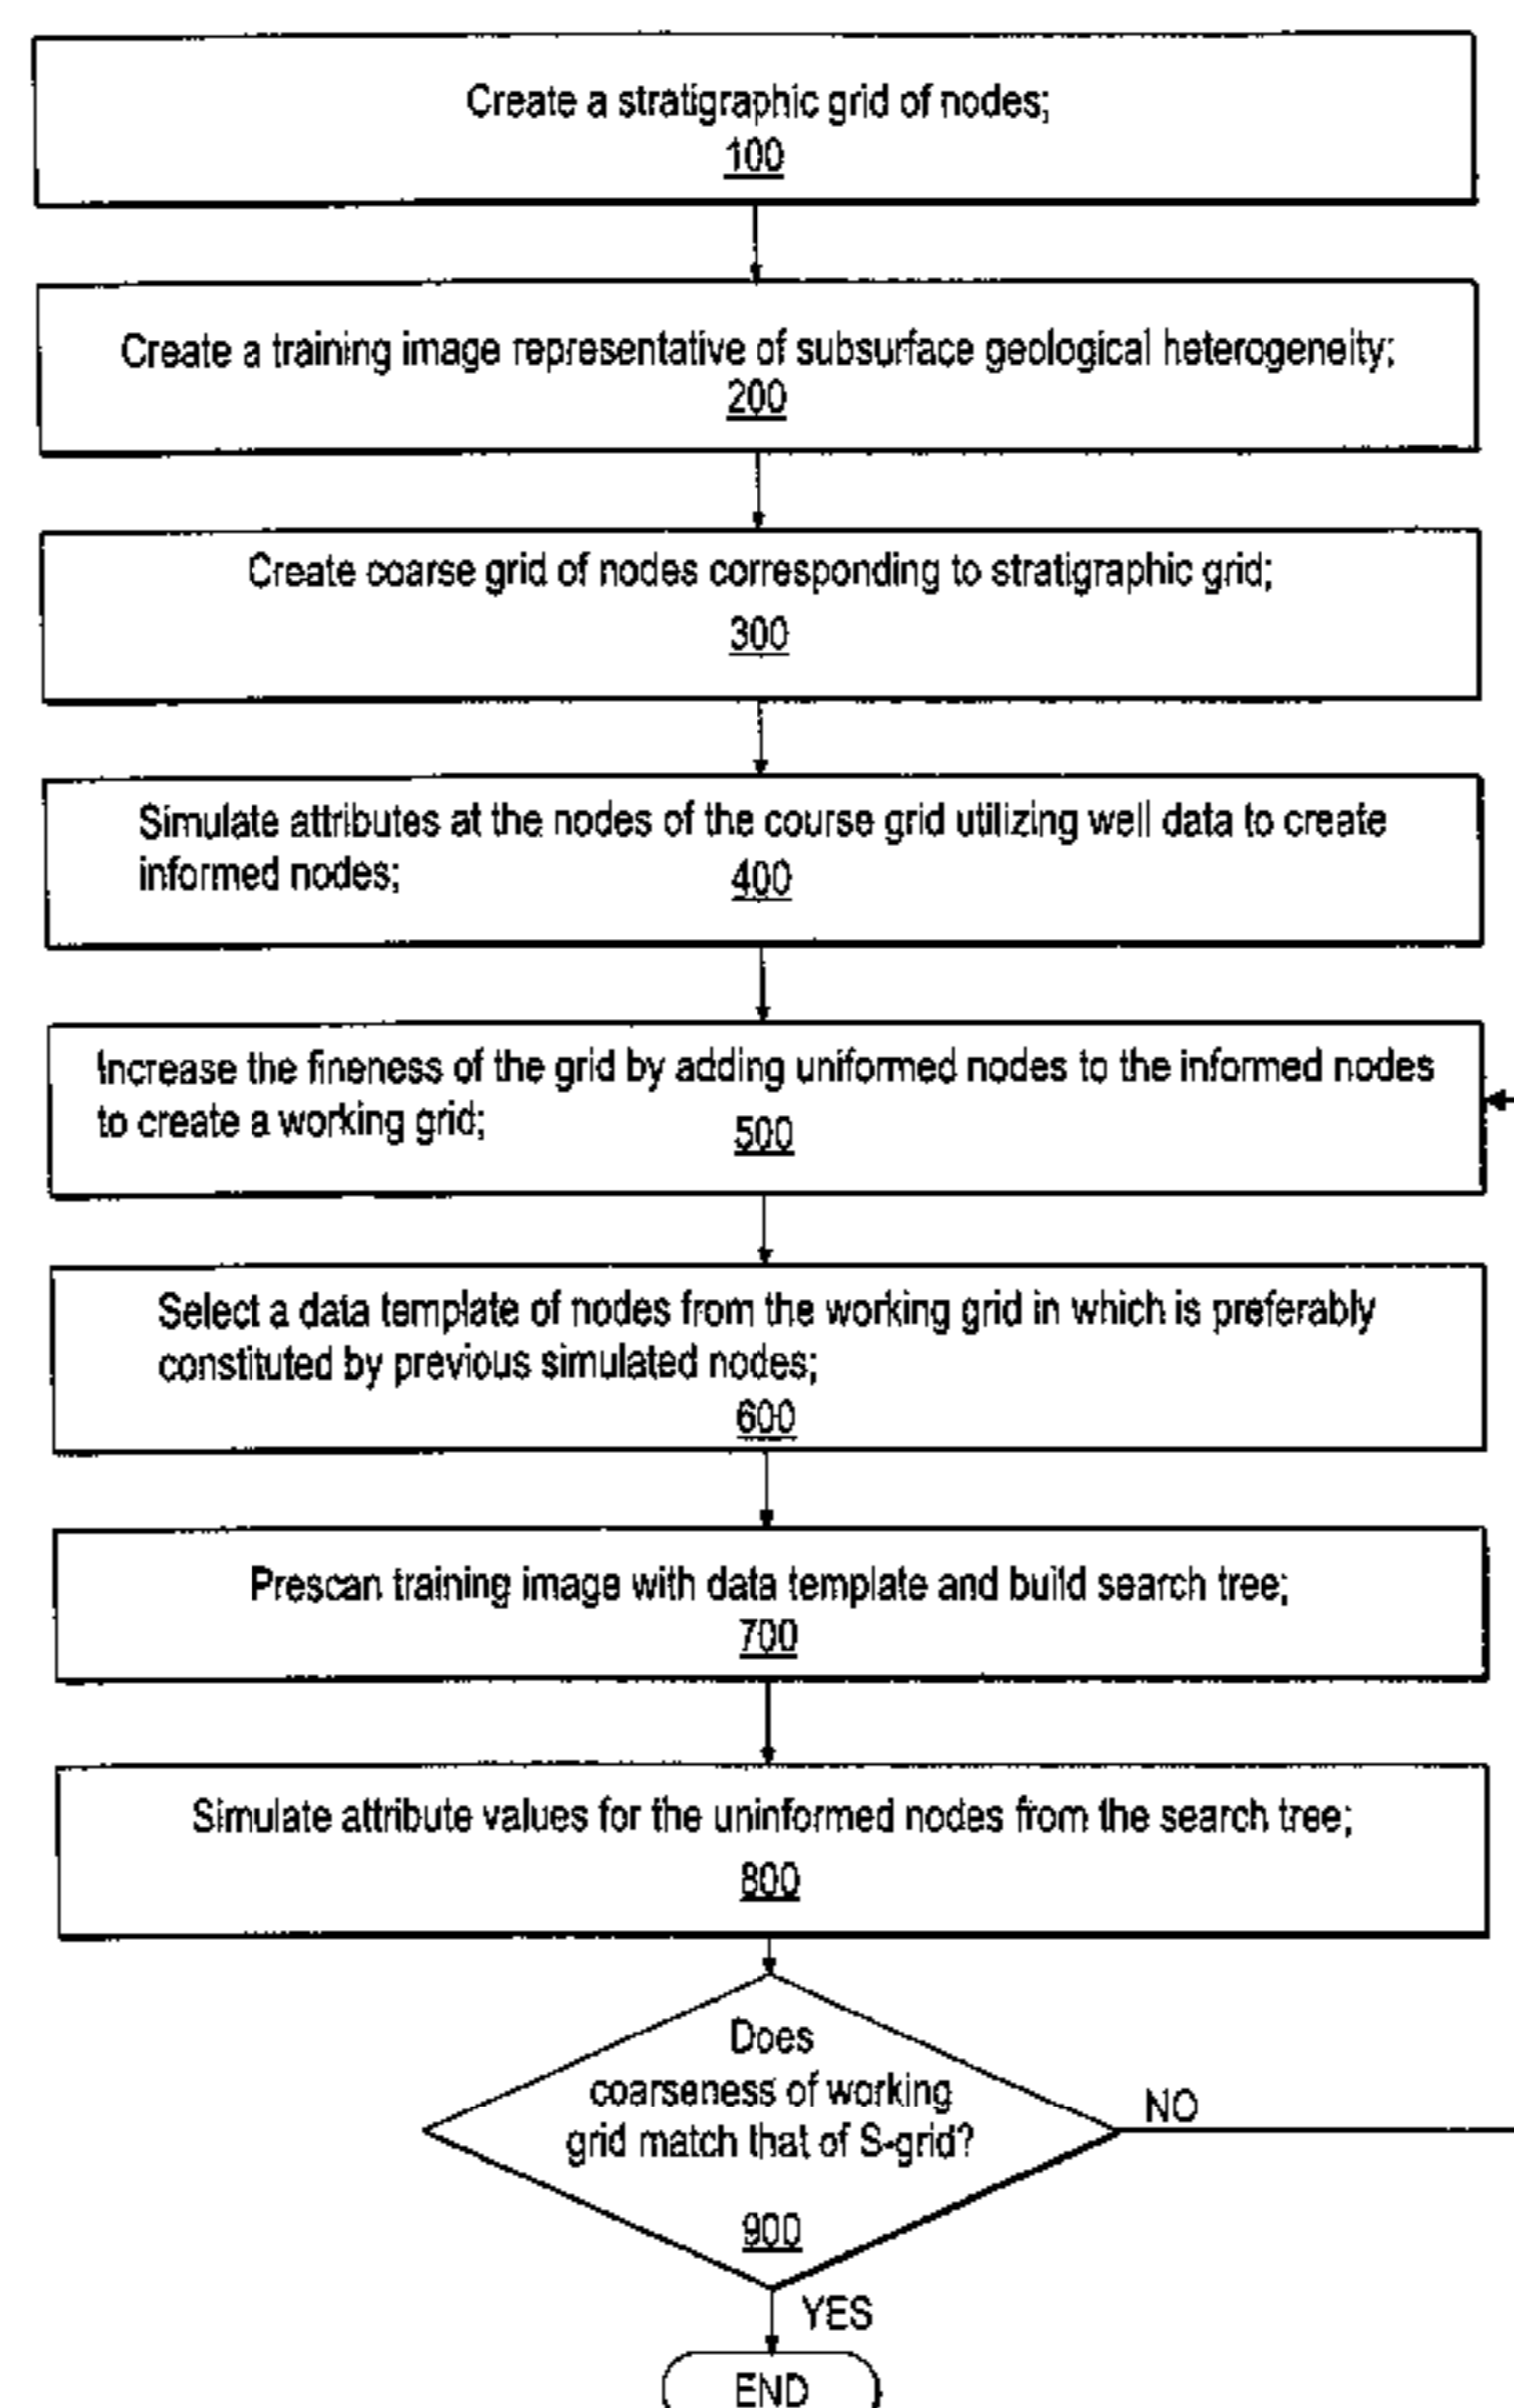 Create a stratigraphic grid of nodes;
100
Create a training image representative of subsurface geological heterogeneity;
200
Create coarse grid of nodes corresponding to stratigraphic grid;
300
Simulate attributes at the nodes of the course grid utilizing well data to create
informed nodes;
400
Increase the fineness of the grid by adding uniformed nodes to the informed nodes
to create a working grid;
500
Select a data template of nodes from the working grid in which is preferably
constituted by previous simulated nodes;
600
Prescan training image with data template and build search tree;
700
Simulate attribute values for the uninformed nodes from the search tree;
800
Does
coarseness of working
grid match that of S-grid?
900
NO
YES
END